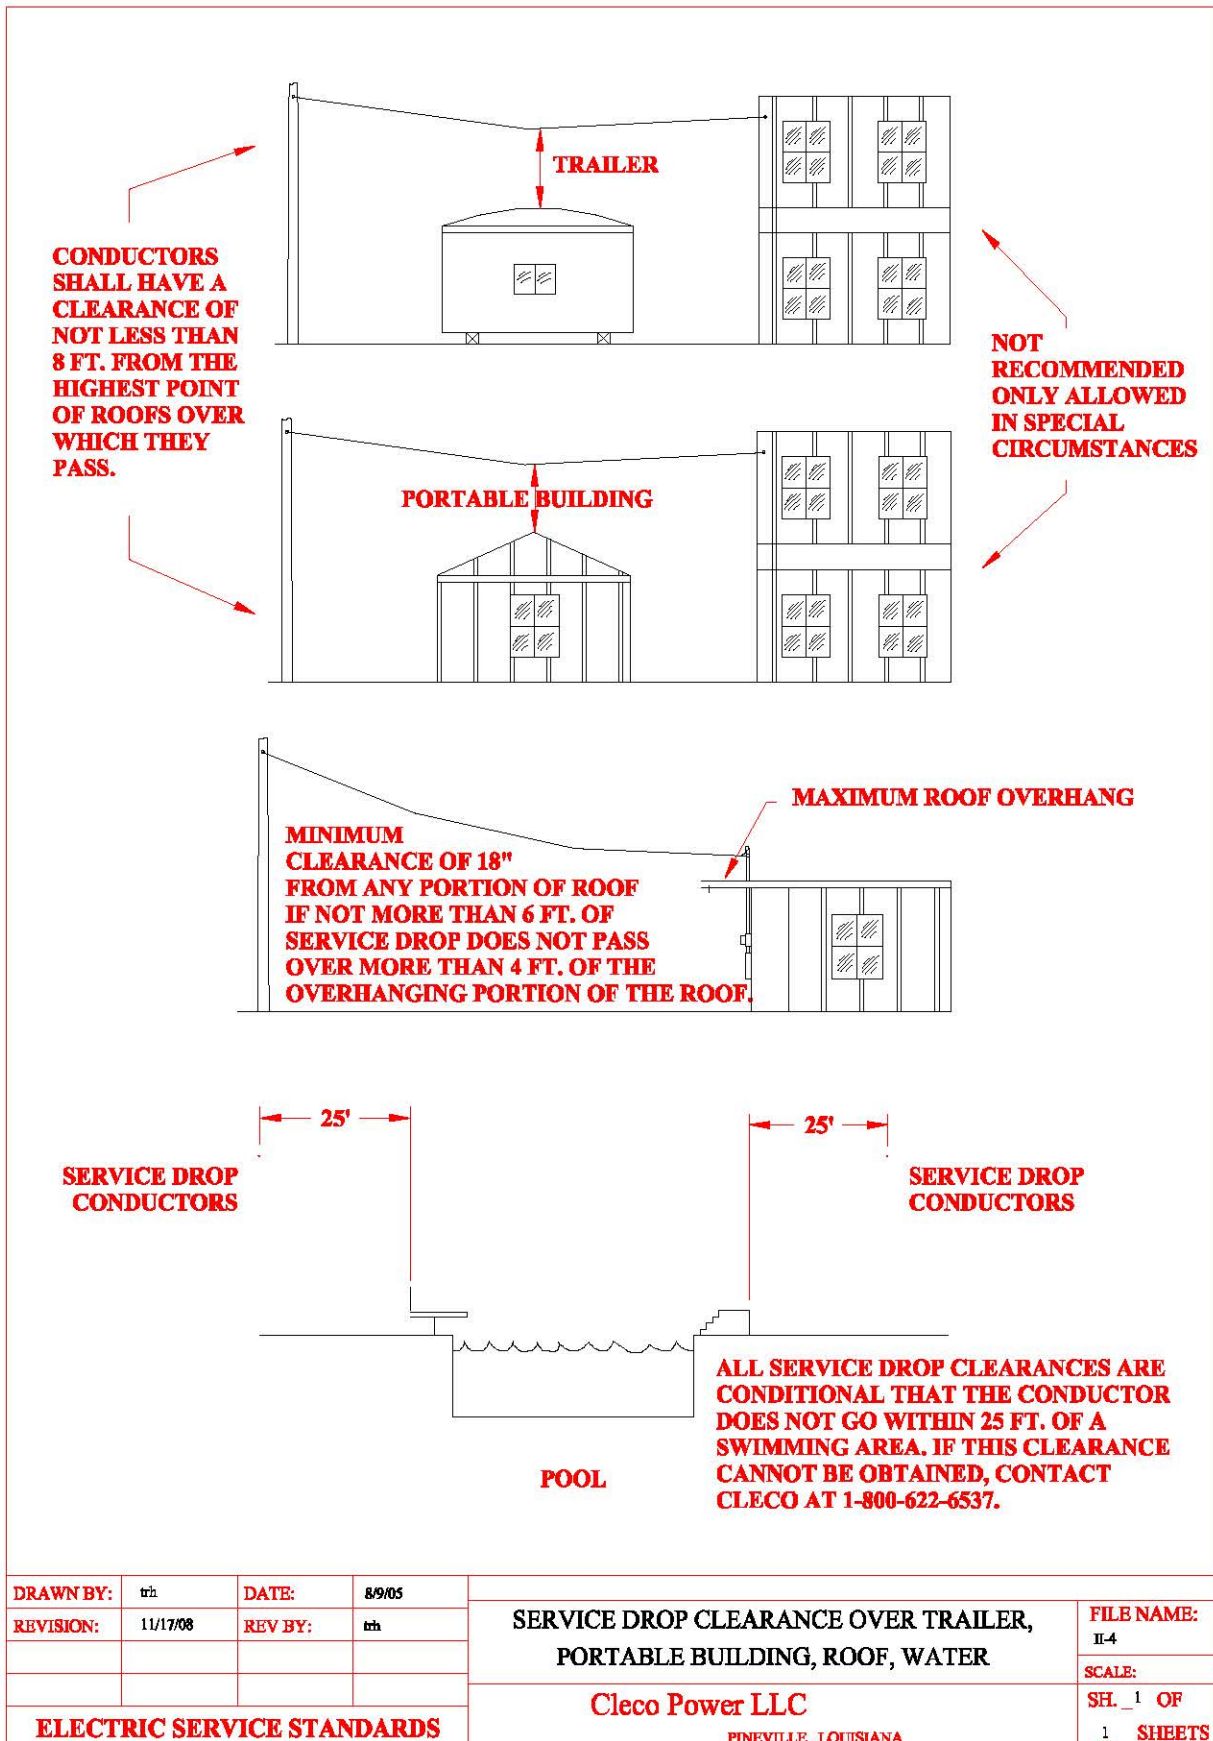 TRAILER
CONDUCTORS
SHALL HAVE A
CLEARANCE OF
NOT LESS THAN
8 FT. FROM THE
HIGHEST POINT
OF ROOFS OVER
WHICH THEY
PASS.
NOT
RECOMMENDED
ONLY ALLOWED
IN SPECIAL
CIRCUMSTANCES
PORTABLE BUILDING
MAXIMUM ROOF OVERHANG
MINIMUM
CLEARANCE OF 18"
FROM ANY PORTION OF ROOF
IF NOT MORE THAN 6 FT. OF
SERVICE DROP DOES NOT PASS
OVER MORE THAN 4 FT. OF THE
OVERHANGING PORTION OF THE ROOF.
25'
25'
SERVICE DROP
CONDUCTORS
SERVICE DROP
CONDUCTORS
ALL SERVICE DROP CLEARANCES ARE
CONDITIONAL THAT THE CONDUCTOR
DOES NOT GO WITHIN 25 FT. OF A
SWIMMING AREA. IF THIS CLEARANCE
CANNOT BE OBTAINED, CONTACT
CLECO AT 1-800-622-6537.
POOL
DRAWN BY: trh DATE: 8/9/05
REVISION: 11/17/08 REV BY: trh
ELECTRIC SERVICE STANDARDS
SERVICE DROP CLEARANCE OVER TRAILER,
PORTABLE BUILDING, ROOF, WATER
Cleco Power LLC
PINEVILLE, LOUISIANA
FILE NAME:
II-4
SCALE:
SH. 1 OF
1 SHEETS